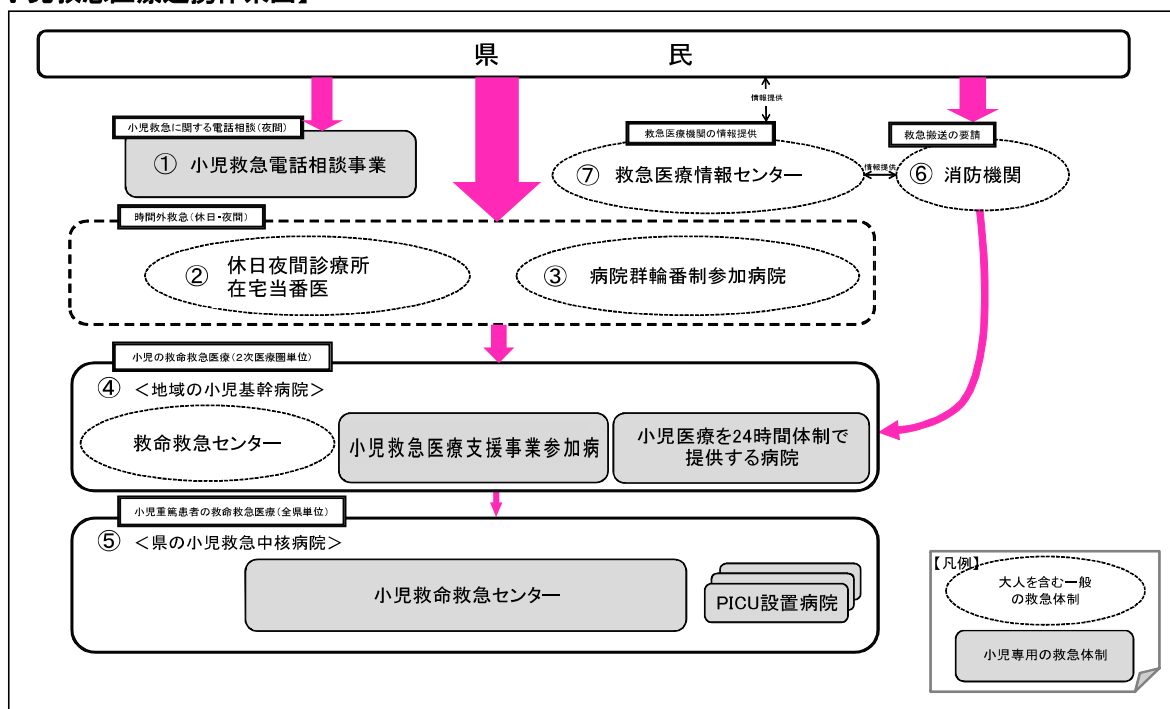 児救急医療連携体系図】
県　　　民
情報提供
小児救急に関する電話相談(夜間)
① 小児救急電話相談事業
救急医療機関の情報提供
⑦ 救急医療情報センター
情報提供
救急搬送の要請
⑥ 消防機関
時間外救急(休日・夜間)
② 休日夜間診療所
在宅当番医
③ 病院群輪番制参加病院
小児の救命救急医療(2次医療圏単位)
④ ＜地域の小児基幹病院＞
救命救急センター
小児救急医療支援事業参加病
小児医療を24時間体制で
提供する病院
小児重篤患者の救命救急医療(全県単位)
⑤ ＜県の小児救急中核病院＞
小児救命救急センター
PICU設置病院
【凡例】
大人を含む一般
の救急体制
小児専用の救急体制